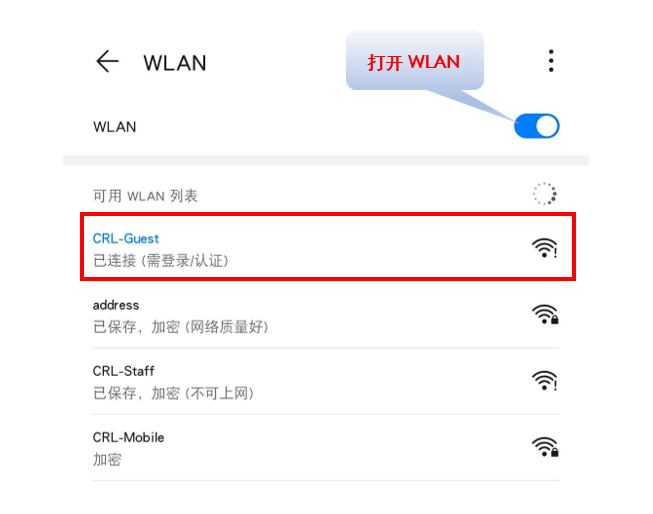 WLAN
打开 WLAN
WLAN
可用 WLAN 列表
CRL-Guest
已连接 (需登录/认证)
address
已保存，加密 (网络质量好)
CRL-Staff
已保存，加密 (不可上网)
CRL-Mobile
加密